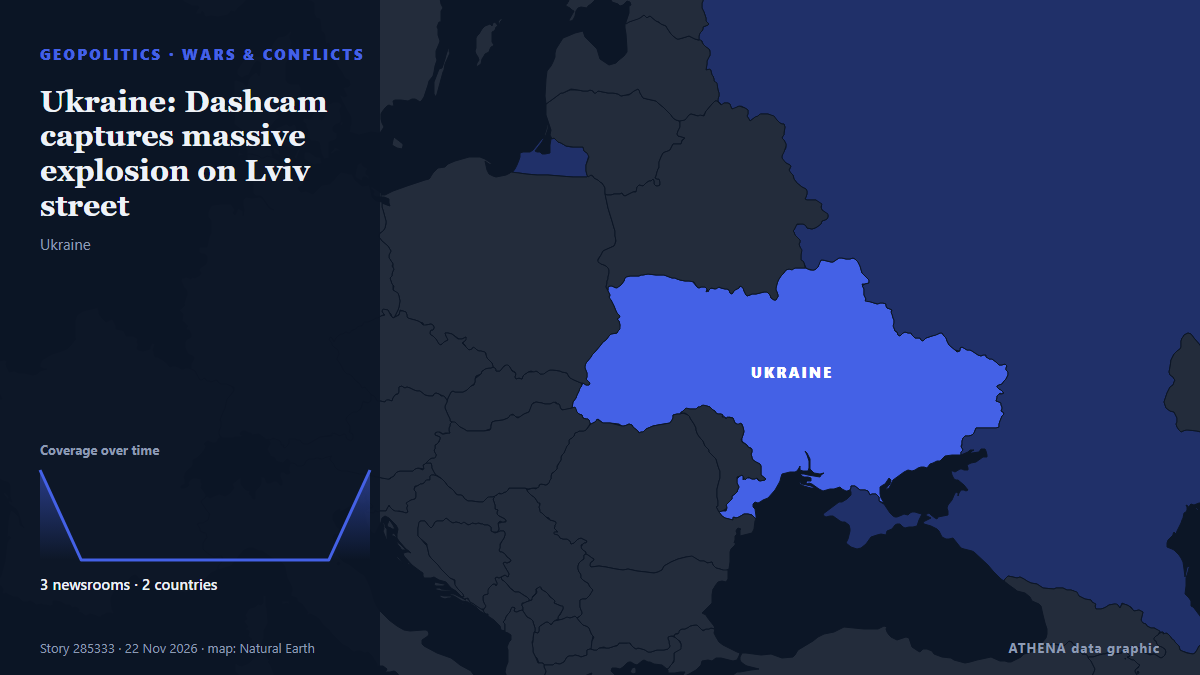 GEOPOLITICS · WARS & CONFLICTS
Ukraine: Dashcam
captures massive
explosion on Lviv
street
Ukraine
UKRAINE
Coverage over time
3 newsrooms · 2 countries
Story 285333 · 22 Nov 2026 · map: Natural Earth
ATHENA data graphic